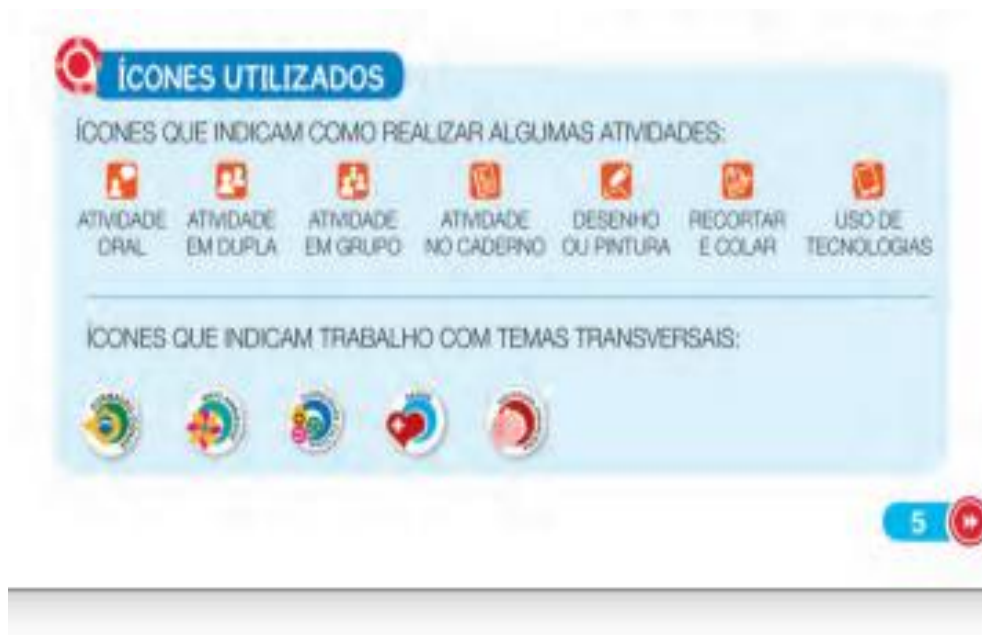 ÍCONES UTILIZADOS
ÍCONES QUE INDICAM COMO REALIZAR ALGUMAS ATIVIDADES:
ATIVIDADE ORAL
ATIVIDADE EM DUPLA
ATIVIDADE EM GRUPO
ATIVIDADE NO CADERNO
DESENHO OU PINTURA
RECORTAR E COLAR
USO DE TECNOLOGIAS
ÍCONES QUE INDICAM TRABALHO COM TEMAS TRANSVERSAIS:
5